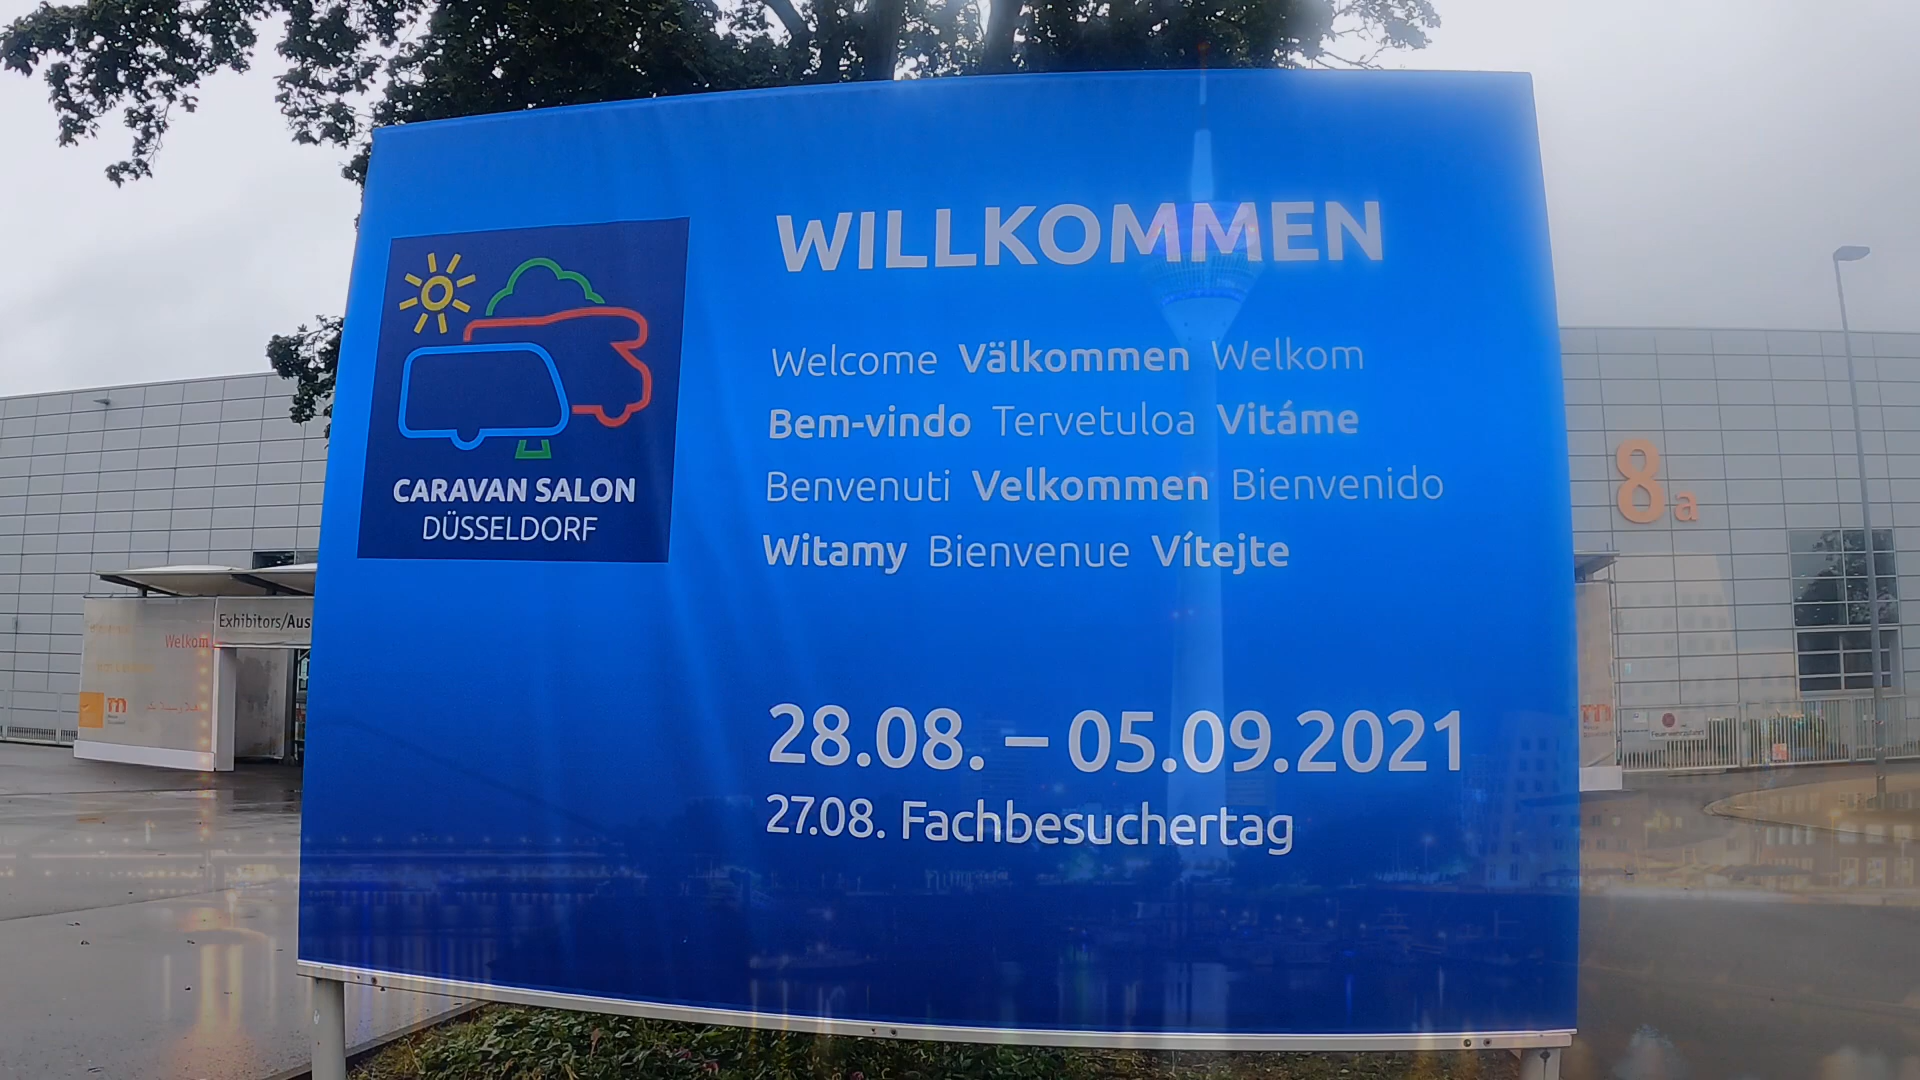 WILLKOMMEN
Welcome Välkommen Welkom
Bem-vindo Tervetuloa Vitáme
Benvenuti Velkommen Bienvenido
Witamy Bienvenue Vítejte
28.08. – 05.09.2021
27.08. Fachbesuchertag
CARAVAN SALON
DÜSSELDORF
Exhibitors/Aus
Welkom
8a
Feuerwehrzufahrt